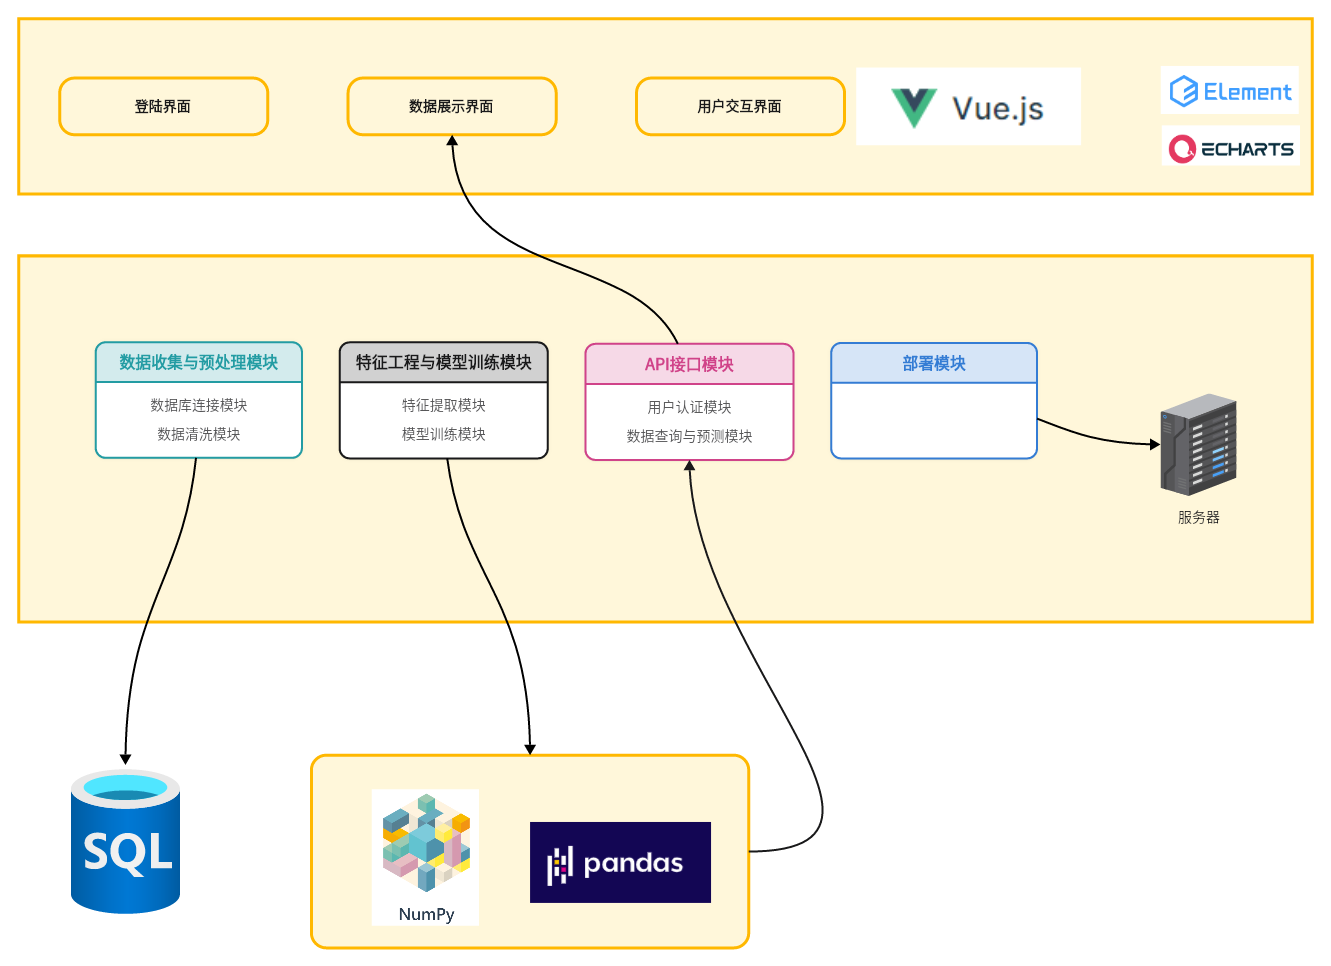 登陆界面
数据展示界面
用户交互界面
Vue.js
Element
ECHARTS
数据收集与预处理模块
数据库连接模块
数据清洗模块
特征工程与模型训练模块
特征提取模块
模型训练模块
API接口模块
用户认证模块
数据查询与预测模块
部署模块
服务器
SQL
NumPy
pandas